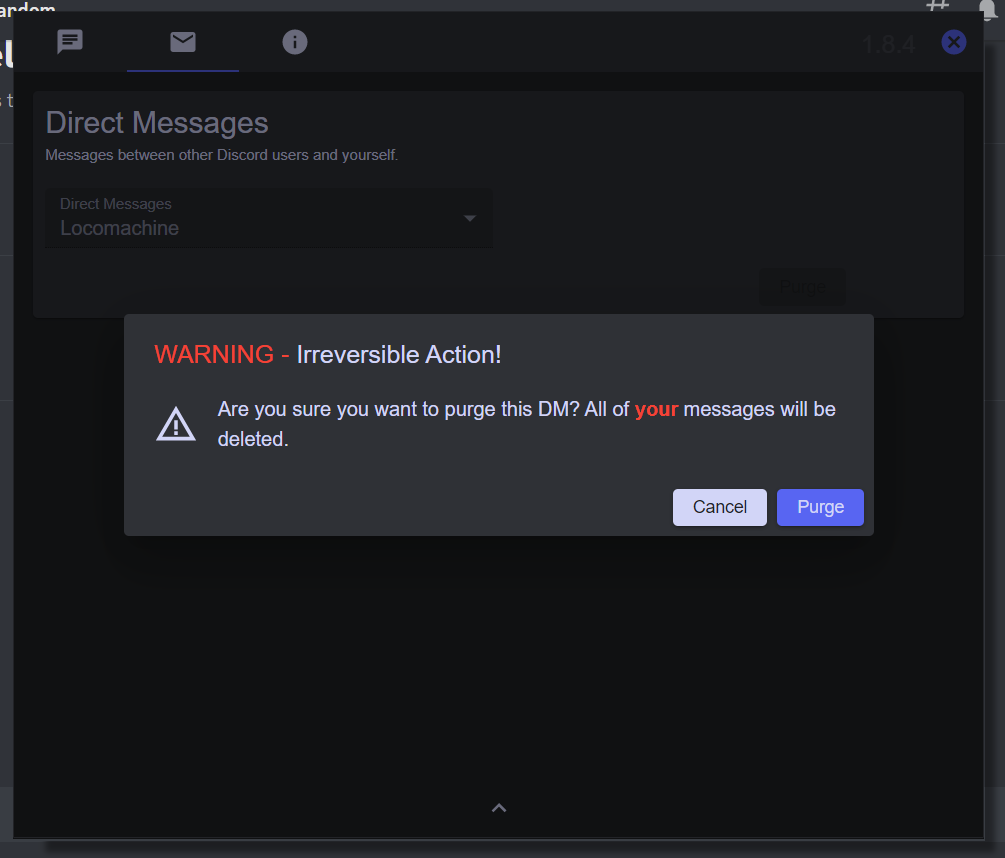 1.8.4
Direct Messages
Messages between other Discord users and yourself.
Direct Messages
Locomachine
Purge
WARNING - Irreversible Action!
Are you sure you want to purge this DM? All of your messages will be
deleted.
Cancel
Purge